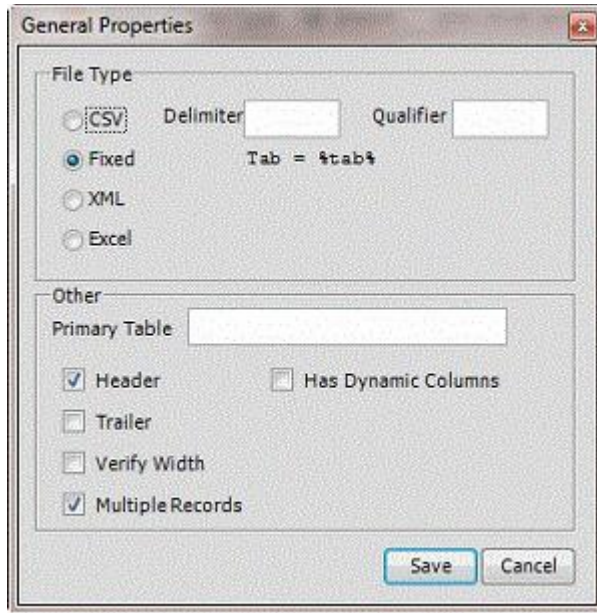 General Properties
File Type
CSV Delimiter Qualifier
Fixed Tab = %tab%
XML
Excel
Other
Primary Table
Header Has Dynamic Columns
Trailer
Verify Width
Multiple Records
Save Cancel